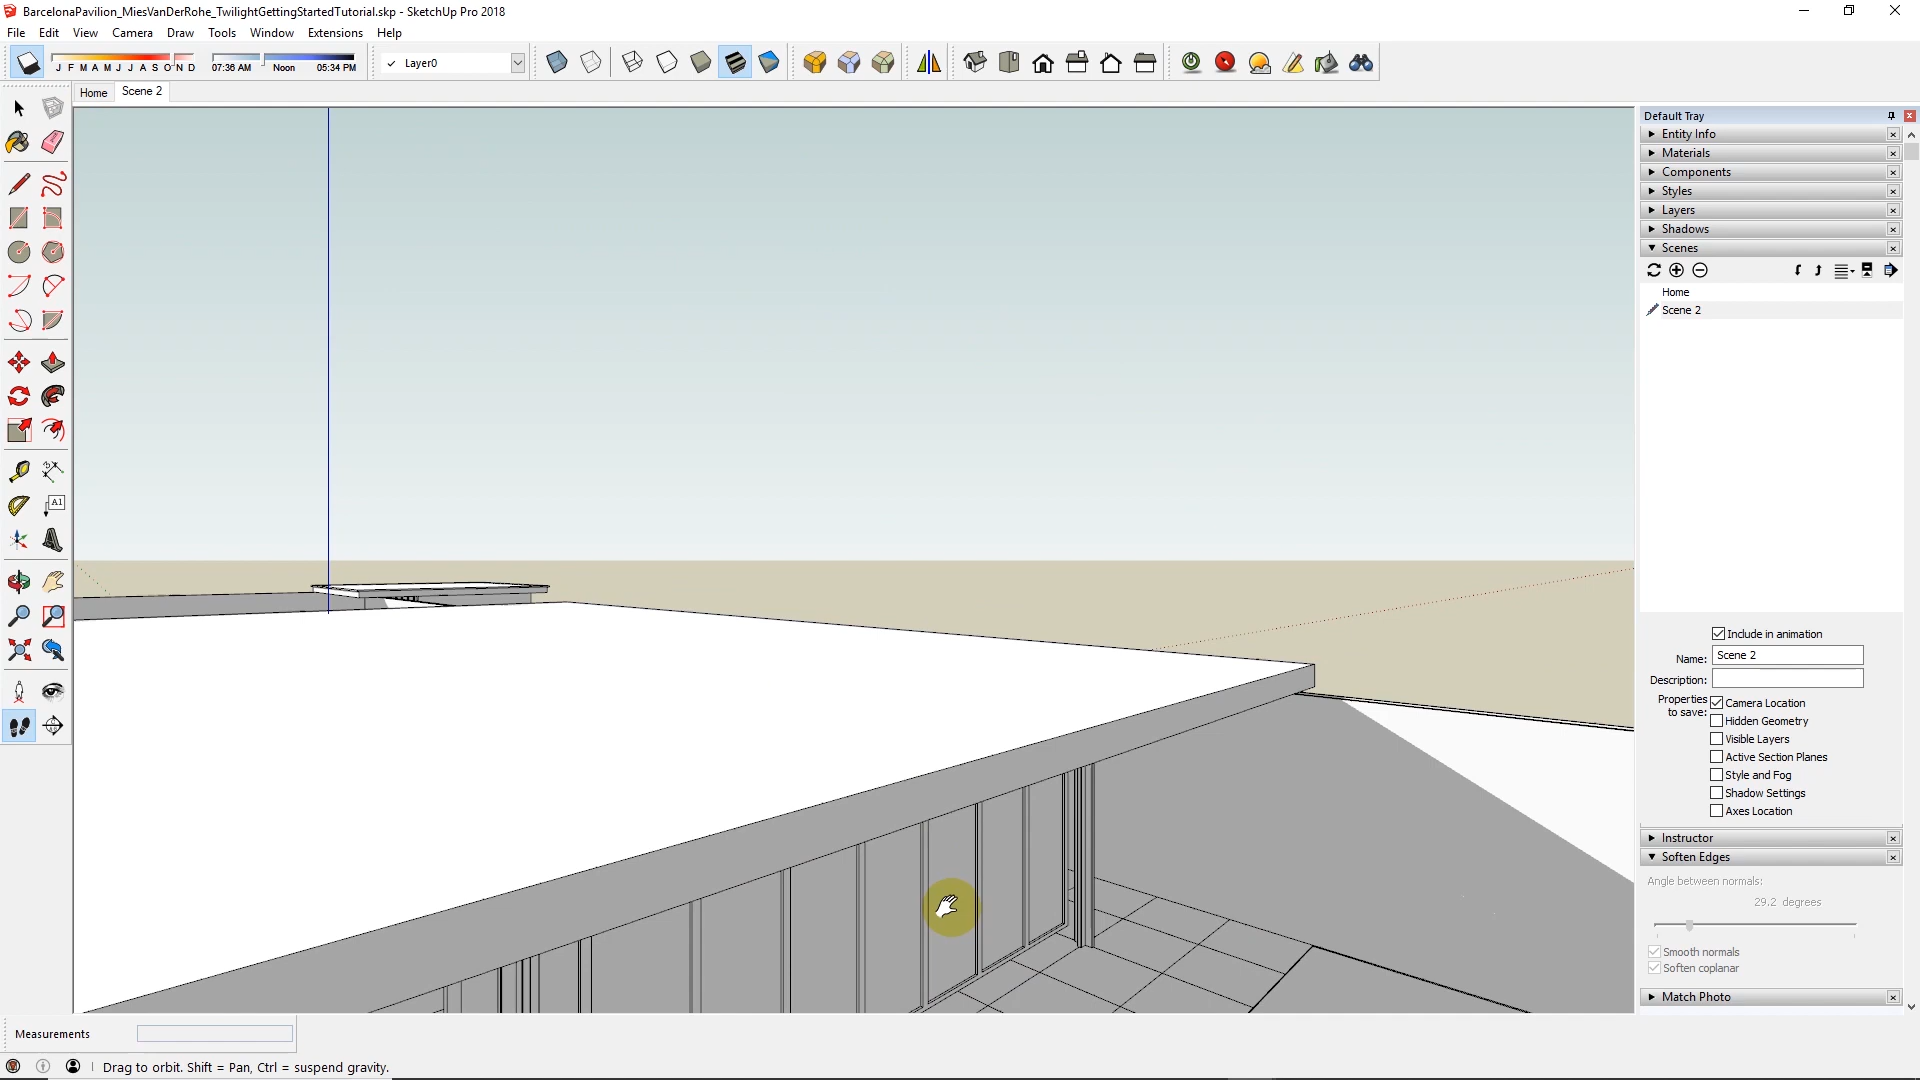 BarcelonaPavilion_MiesVanDerRohe_TwilightGettingStartedTutorial.skp - SketchUp Pro 2018
File Edit View Camera Draw Tools Window Extensions Help
J F M A M J J A S O N D
07:36 AM Noon 05:34 PM
Layer0
Home Scene 2
Default Tray
Entity Info
Materials
Components
Styles
Layers
Shadows
Scenes
Home
Scene 2
Include in animation
Name: Scene 2
Description:
Properties to save:
Camera Location
Hidden Geometry
Visible Layers
Active Section Planes
Style and Fog
Shadow Settings
Axes Location
Instructor
Soften Edges
Angle between normals:
29.2 degrees
Smooth normals
Soften coplanar
Match Photo
A1
Measurements
Drag to orbit. Shift = Pan, Ctrl = suspend gravity.